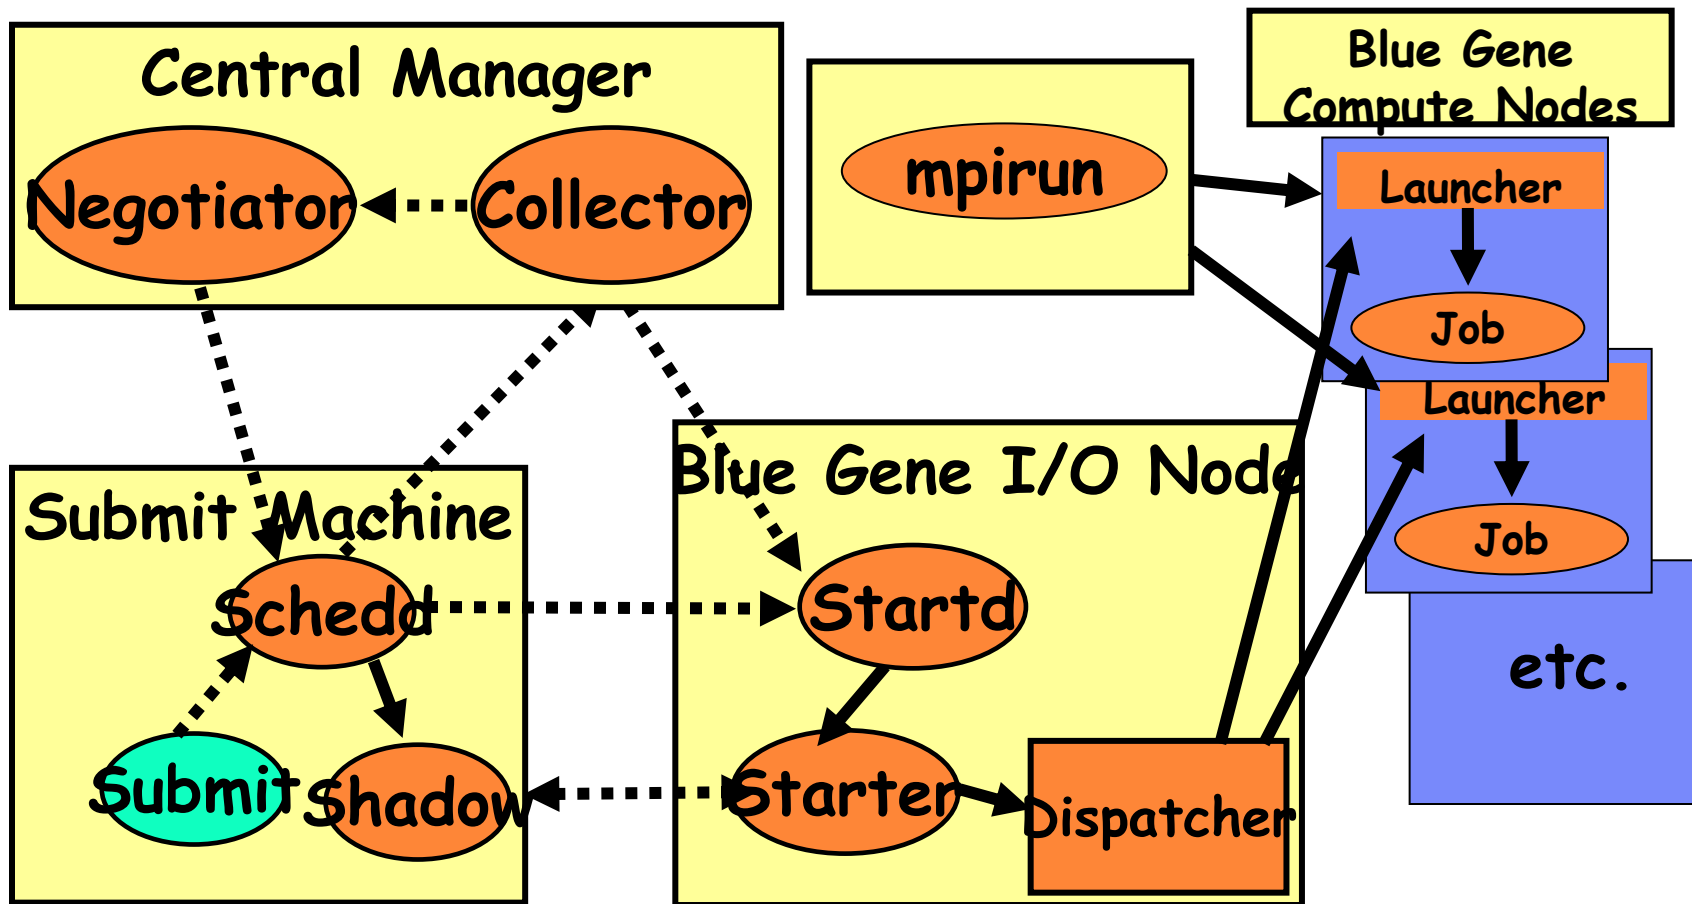 Central Manager
Negotiator
Collector
mpirun
Blue Gene
Compute Nodes
Launcher
Job
Launcher
Job
etc.
Submit Machine
Schedd
Submit
Shadow
Blue Gene I/O Node
Startd
Starter
Dispatcher